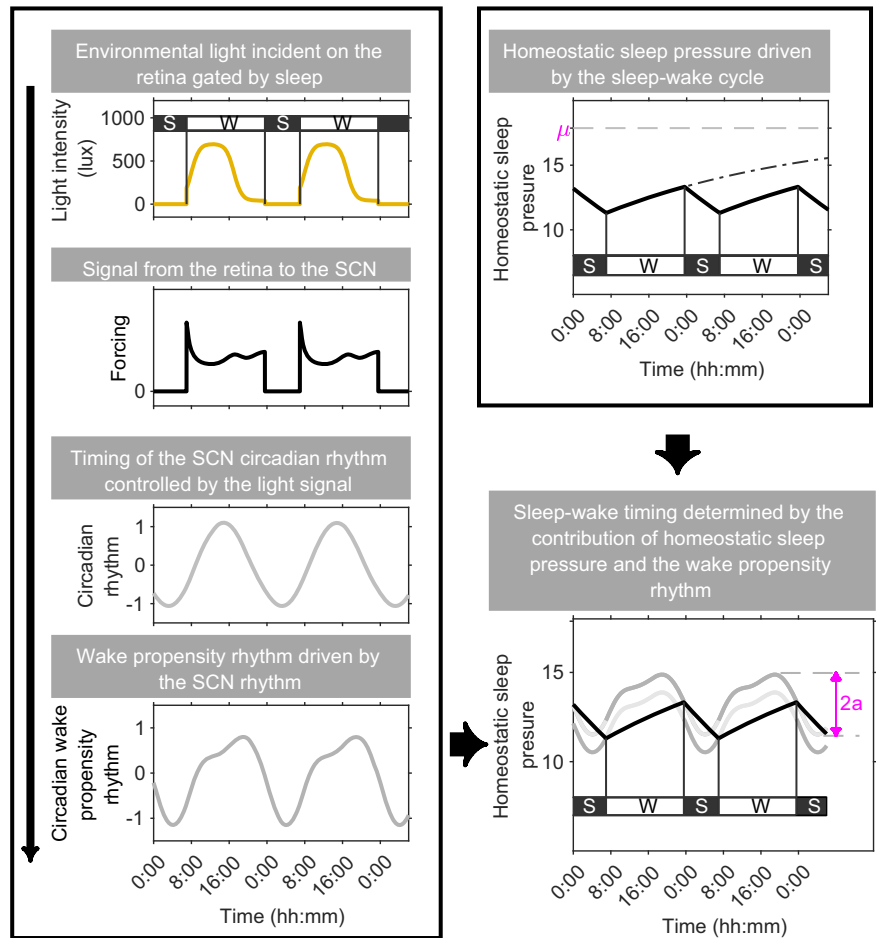 Environmental light incident on the
retina gated by sleep
Light intensity
(lux)
1000
500
0
S W S W
Signal from the retina to the SCN
Forcing
0
Timing of the SCN circadian rhythm
controlled by the light signal
Circadian
rhythm
1
0
-1
Wake propensity rhythm driven by
the SCN rhythm
Circadian wake
propensity
rhythm
1
0
-1
0:00 8:00 16:00 0:00 8:00 16:00 0:00
Time (hh:mm)
Homeostatic sleep pressure driven
by the sleep-wake cycle
Homeostatic sleep
presure
μ
15
10
S W S W S
0:00 8:00 16:00 0:00 8:00 16:00 0:00
Time (hh:mm)
Sleep-wake timing determined by the
contribution of homeostatic sleep
pressure and the wake propensity
rhythm
Homeostatic sleep
pressure
15
10
2a
S W S W S
0:00 8:00 16:00 0:00 8:00 16:00 0:00
Time (hh:mm)